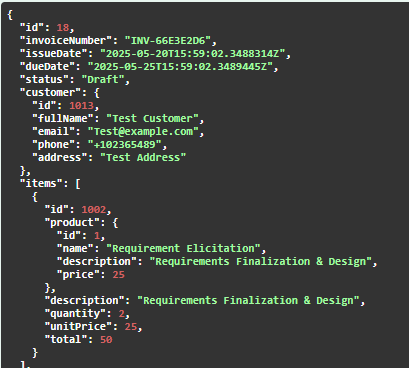 {
  "id": 18,
  "invoiceNumber": "INV-66E3E2D6",
  "issueDate": "2025-05-20T15:59:02.3488314Z",
  "dueDate": "2025-05-25T15:59:02.3489445Z",
  "status": "Draft",
  "customer": {
    "id": 1013,
    "fullName": "Test Customer",
    "email": "Test@example.com",
    "phone": "+102365489",
    "address": "Test Address"
  },
  "items": [
    {
      "id": 1002,
      "product": {
        "id": 1,
        "name": "Requirement Elicitation",
        "description": "Requirements Finalization & Design",
        "price": 25
      },
      "description": "Requirements Finalization & Design",
      "quantity": 2,
      "unitPrice": 25,
      "total": 50
    }
  ],